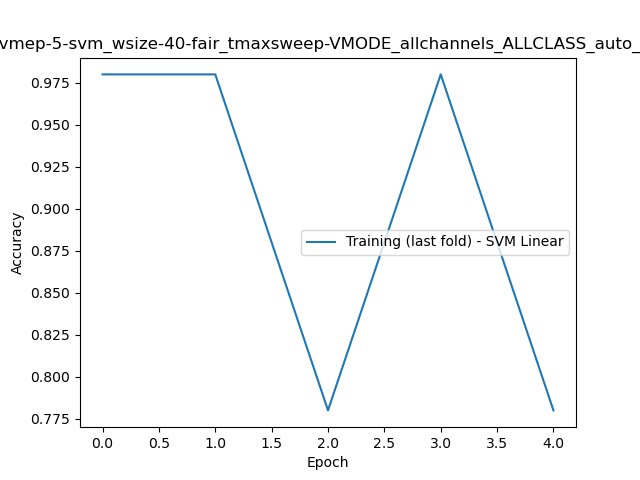 vmep-5-svm_wsize-40-fair_tmaxsweep-VMODE_allchannels_ALLCLASS_auto_
0.975
0.950
0.925
0.900
0.875
0.850
0.825
0.800
0.775
Accuracy
Training (last fold) - SVM Linear
0.0 0.5 1.0 1.5 2.0 2.5 3.0 3.5 4.0
Epoch